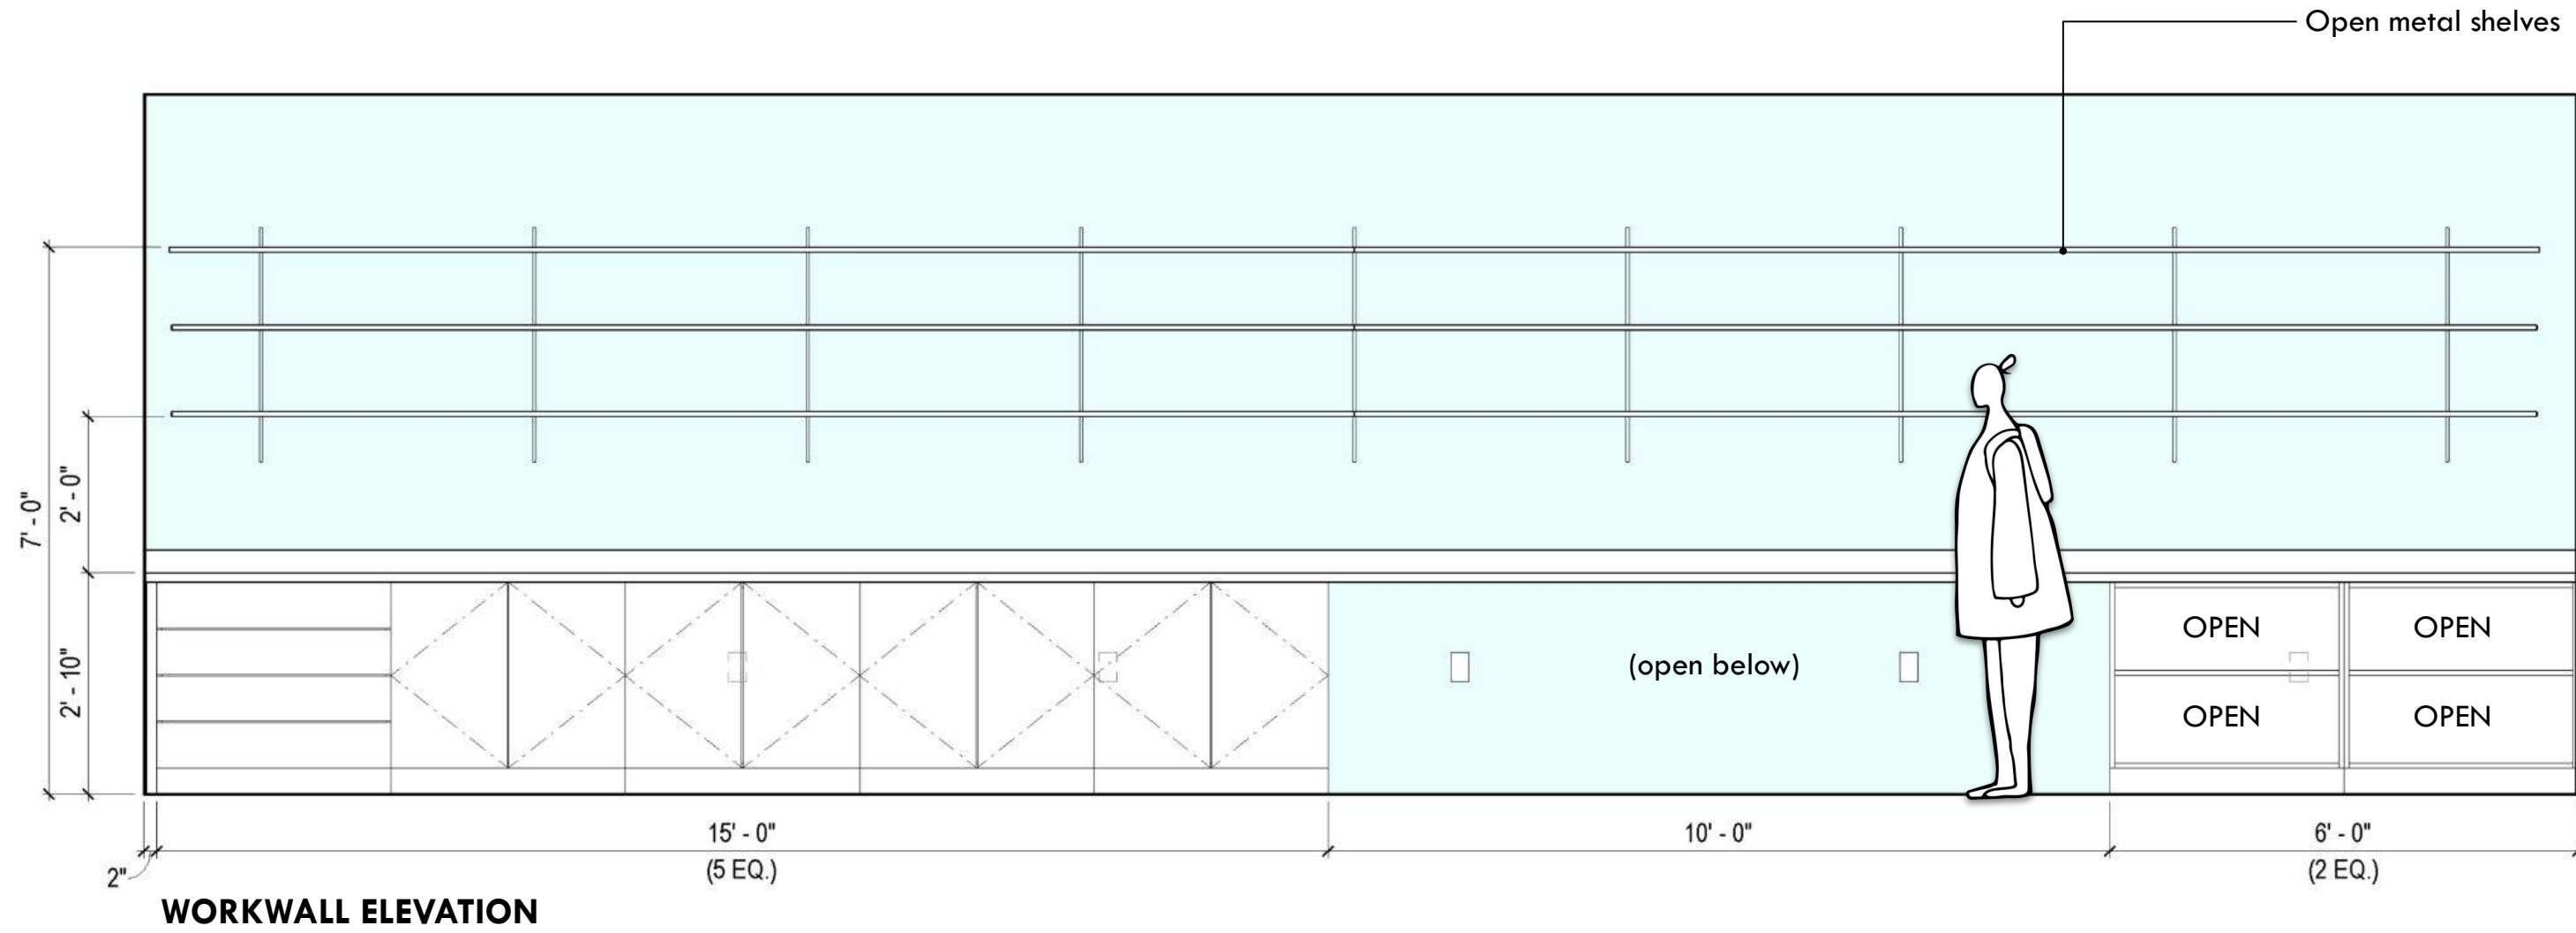 Open metal shelves
7' - 0"
2' - 0"
2' - 10"
OPEN OPEN
(open below)
OPEN OPEN
15' - 0"
10' - 0"
6' - 0"
2"
(5 EQ.)
(2 EQ.)
WORKWALL ELEVATION